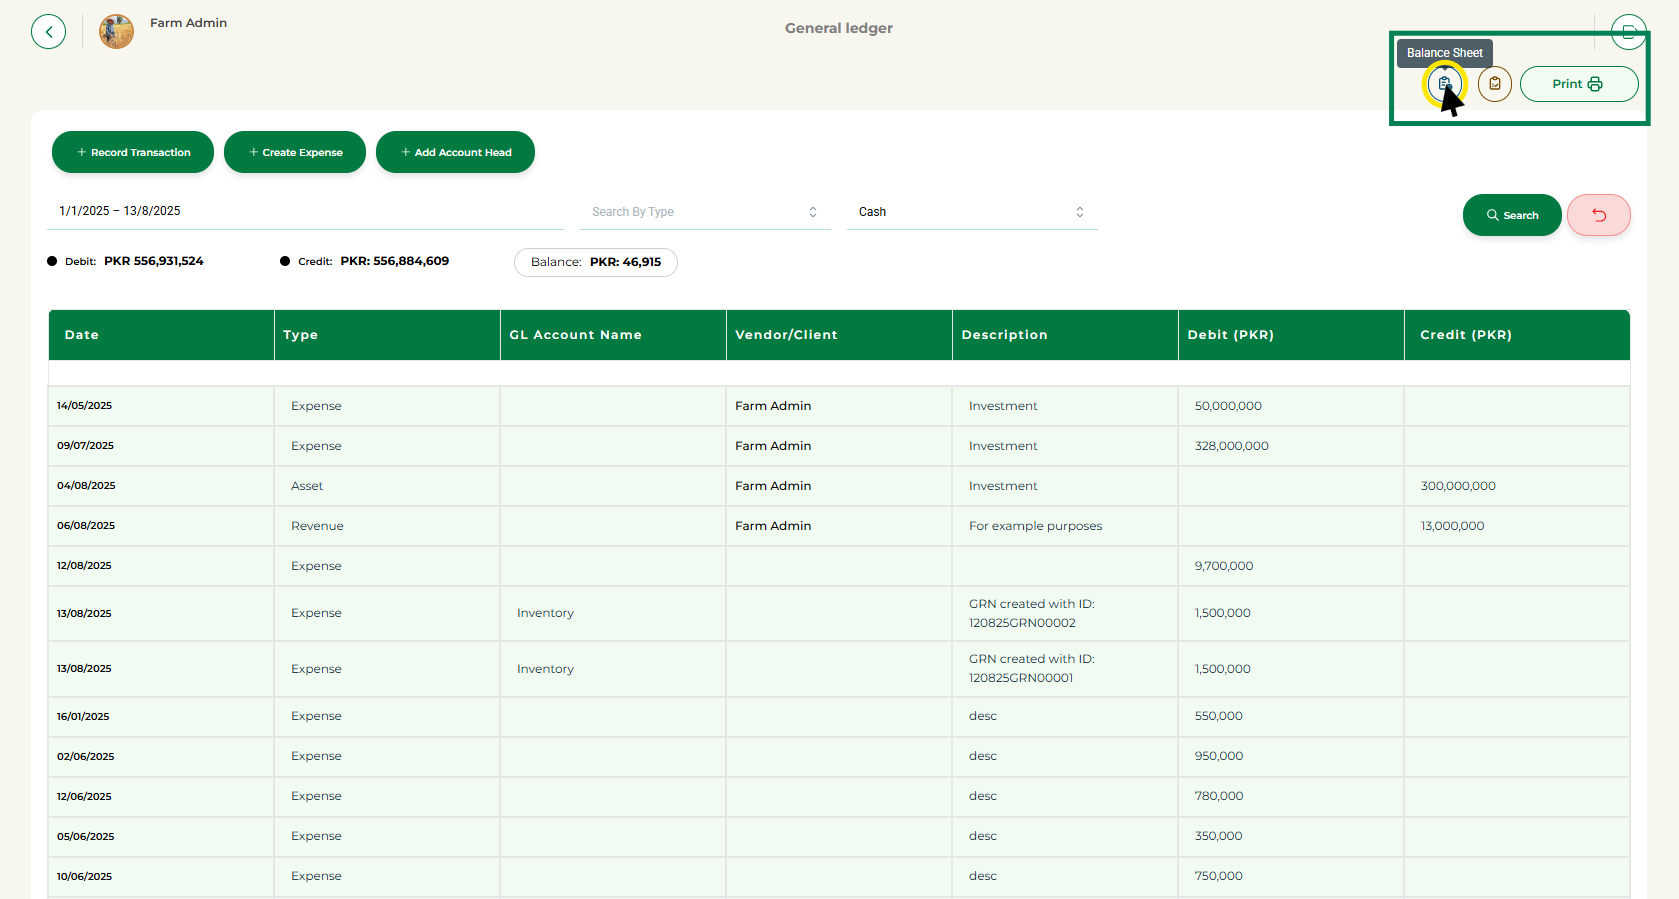 Farm Admin
General ledger
Balance Sheet
Print
+ Record Transaction
+ Create Expense
+ Add Account Head
1/1/2025 – 13/8/2025
Search By Type
Cash
Search
Debit: PKR 556,931,524
Credit: PKR: 556,884,609
Balance: PKR: 46,915
Date Type GL Account Name Vendor/Client Description Debit (PKR) Credit (PKR)
14/05/2025 Expense Farm Admin Investment 50,000,000
09/07/2025 Expense Farm Admin Investment 328,000,000
04/08/2025 Asset Farm Admin Investment 300,000,000
06/08/2025 Revenue Farm Admin For example purposes 13,000,000
12/08/2025 Expense 9,700,000
13/08/2025 Expense Inventory GRN created with ID: 1,500,000
120825GRN00002
13/08/2025 Expense Inventory GRN created with ID: 1,500,000
120825GRN00001
16/01/2025 Expense desc 550,000
02/06/2025 Expense desc 950,000
12/06/2025 Expense desc 780,000
05/06/2025 Expense desc 350,000
10/06/2025 Expense desc 750,000